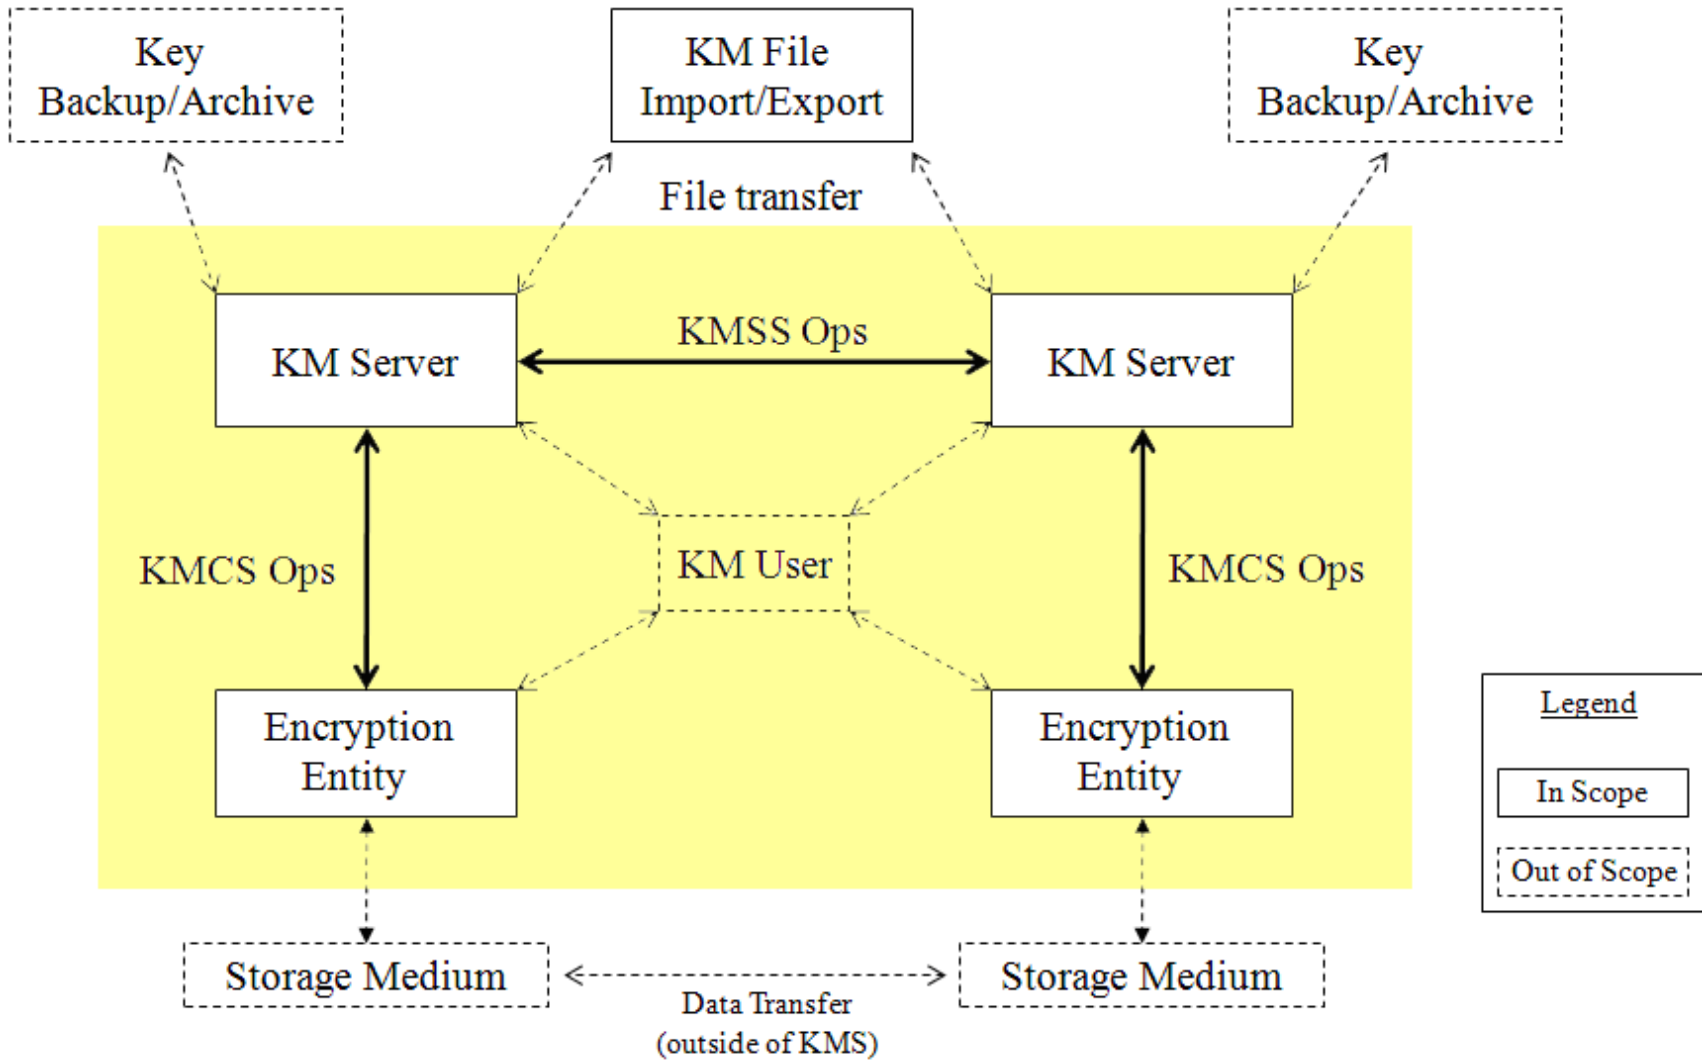 Key
Backup/Archive
KM File
Import/Export
Key
Backup/Archive
File transfer
KM Server
KMSS Ops
KM Server
KMCS Ops
KM User
KMCS Ops
Encryption
Entity
Encryption
Entity
Legend
In Scope
Out of Scope
Storage Medium
Storage Medium
Data Transfer
(outside of KMS)